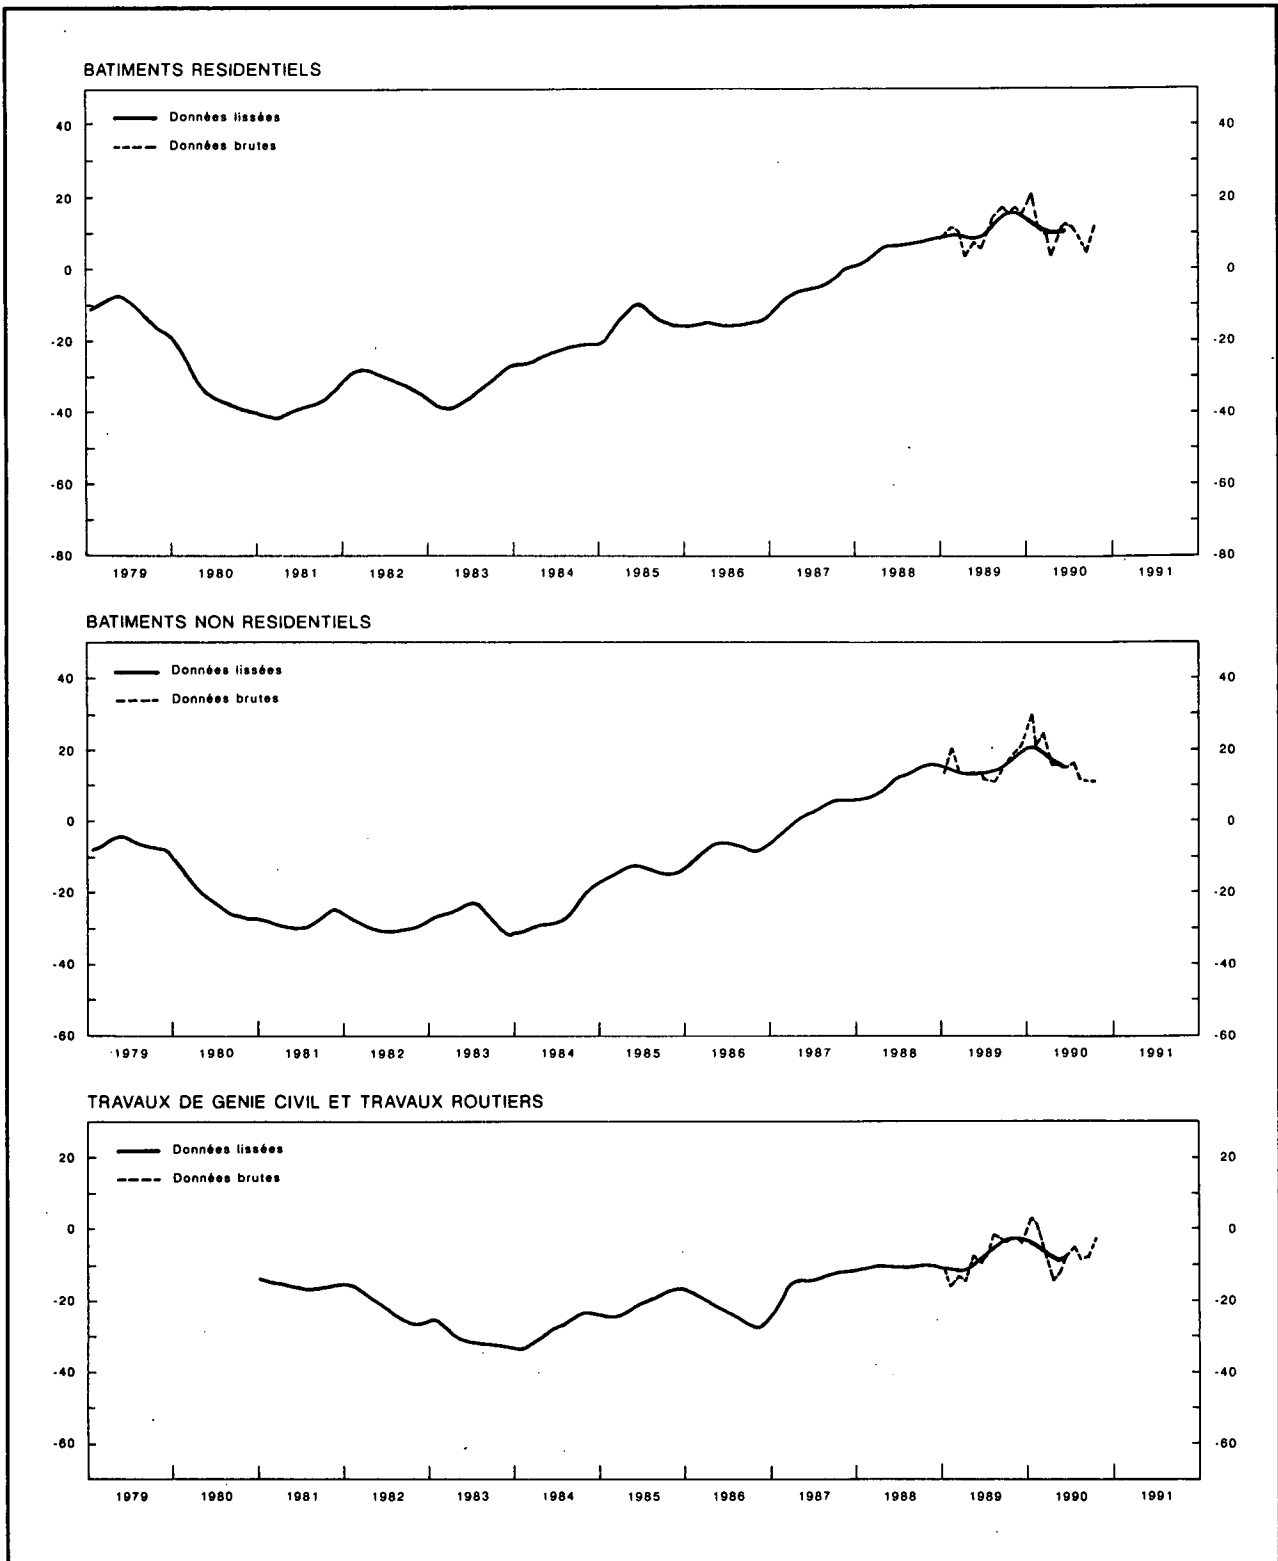 BATIMENTS RESIDENTIELS
Données lissées
Données brutes
40 40
20 20
0 0
-20 -20
-40 -40
-60 -60
-80 -80
1979 1980 1981 1982 1983 1984 1985 1986 1987 1988 1989 1990 1991
BATIMENTS NON RESIDENTIELS
Données lissées
Données brutes
40 40
20 20
0 0
-20 -20
-40 -40
-60 -60
1979 1980 1981 1982 1983 1984 1985 1986 1987 1988 1989 1990 1991
TRAVAUX DE GENIE CIVIL ET TRAVAUX ROUTIERS
Données lissées
Données brutes
20 20
0 0
-20 -20
-40 -40
-60 -60
1979 1980 1981 1982 1983 1984 1985 1986 1987 1988 1989 1990 1991